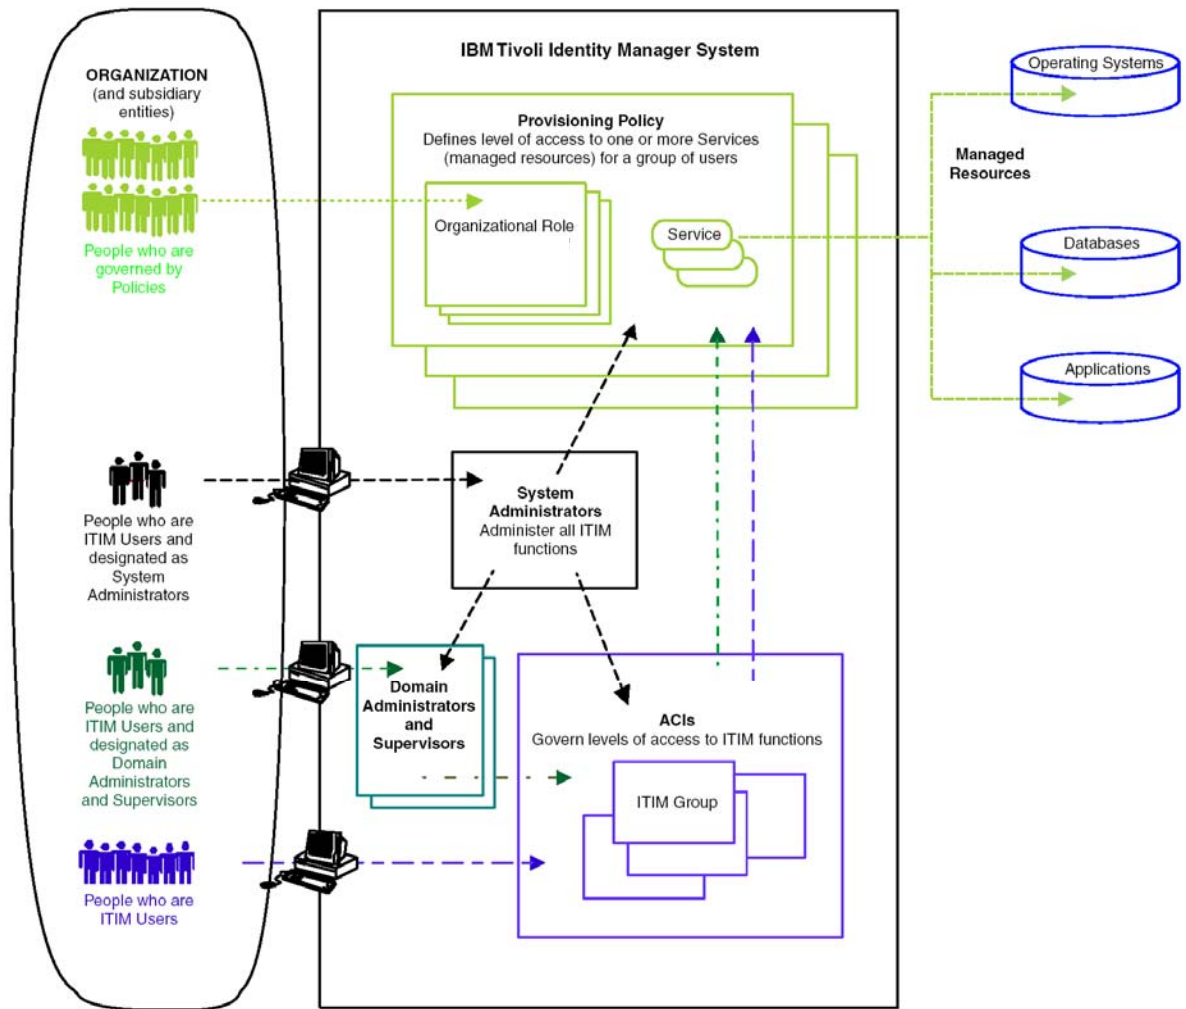 ORGANIZATION
(and subsidiary
entities)
People who are
governed by
Policies
People who are
ITIM Users and
designated as
System
Administrators
People who are
ITIM Users and
designated as
Domain
Administrators
and Supervisors
People who are
ITIM Users
IBM Tivoli Identity Manager System
Provisioning Policy
Defines level of access to one or more Services
(managed resources) for a group of users
Organizational Role
Service
System
Administrators
Administer all ITIM
functions
Domain
Administrators
and
Supervisors
ACIs
Govern levels of access to ITIM functions
ITIM Group
Operating Systems
Managed
Resources
Databases
Applications